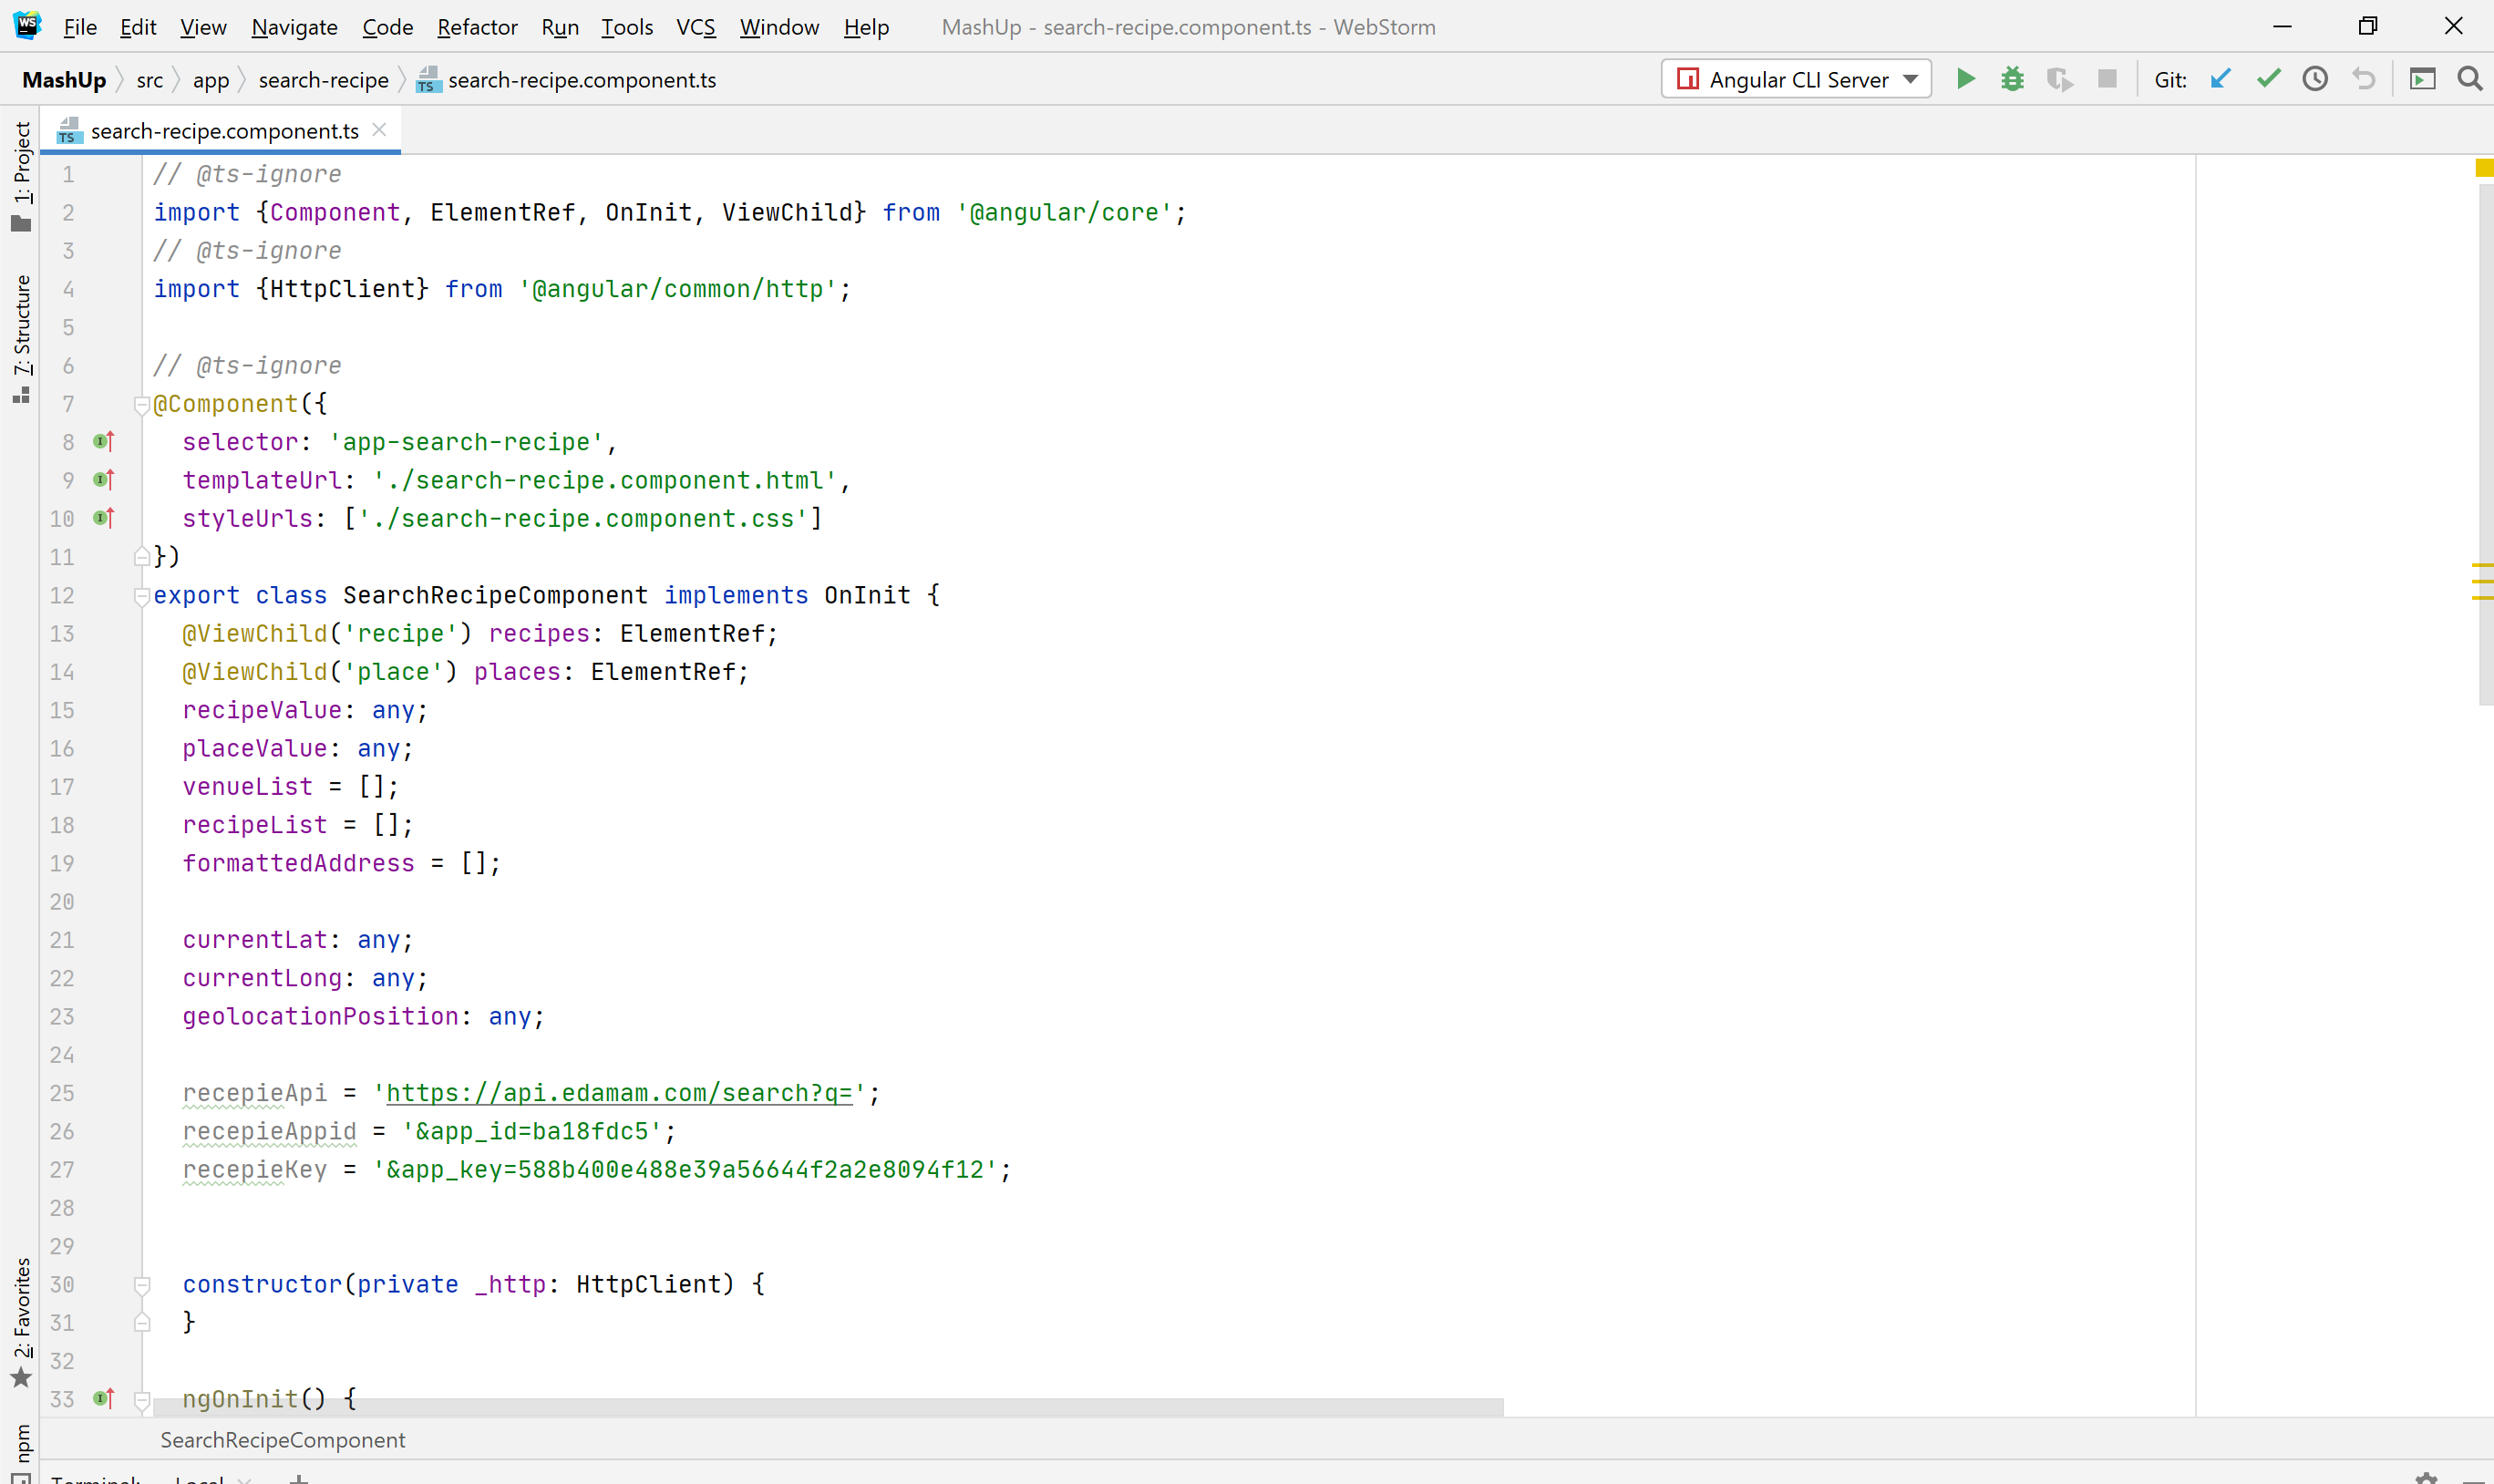 WS File Edit View Navigate Code Refactor Run Tools VCS Window Help MashUp - search-recipe.component.ts - WebStorm
MashUp src app search-recipe TS search-recipe.component.ts Angular CLI Server Git:
TS search-recipe.component.ts
1: Project
7: Structure
2: Favorites
npm
1 // @ts-ignore
2 import {Component, ElementRef, OnInit, ViewChild} from '@angular/core';
3 // @ts-ignore
4 import {HttpClient} from '@angular/common/http';
5
6 // @ts-ignore
7 @Component({
8 selector: 'app-search-recipe',
9 templateUrl: './search-recipe.component.html',
10 styleUrls: ['./search-recipe.component.css']
11 })
12 export class SearchRecipeComponent implements OnInit {
13 @ViewChild('recipe') recipes: ElementRef;
14 @ViewChild('place') places: ElementRef;
15 recipeValue: any;
16 placeValue: any;
17 venueList = [];
18 recipeList = [];
19 formattedAddress = [];
20
21 currentLat: any;
22 currentLong: any;
23 geolocationPosition: any;
24
25 recepieApi = 'https://api.edamam.com/search?q=';
26 recepieAppid = '&app_id=ba18fdc5';
27 recepieKey = '&app_key=588b400e488e39a56644f2a2e8094f12';
28
29
30 constructor(private _http: HttpClient) {
31 }
32
33 ngOnInit() {
SearchRecipeComponent
Terminal: Local